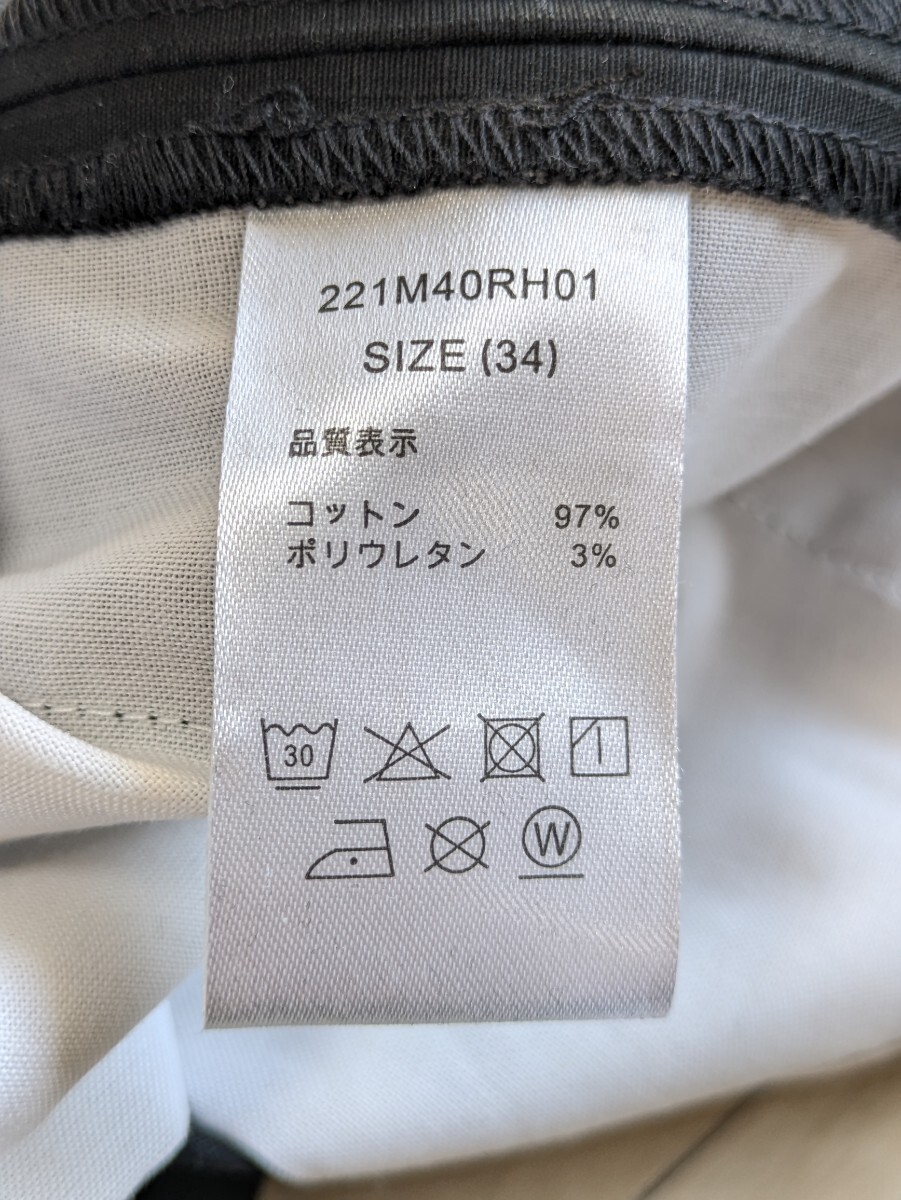 221M40RH01
SIZE (34)
品質表示
コットン 97%
ポリウレタン 3%
30
W